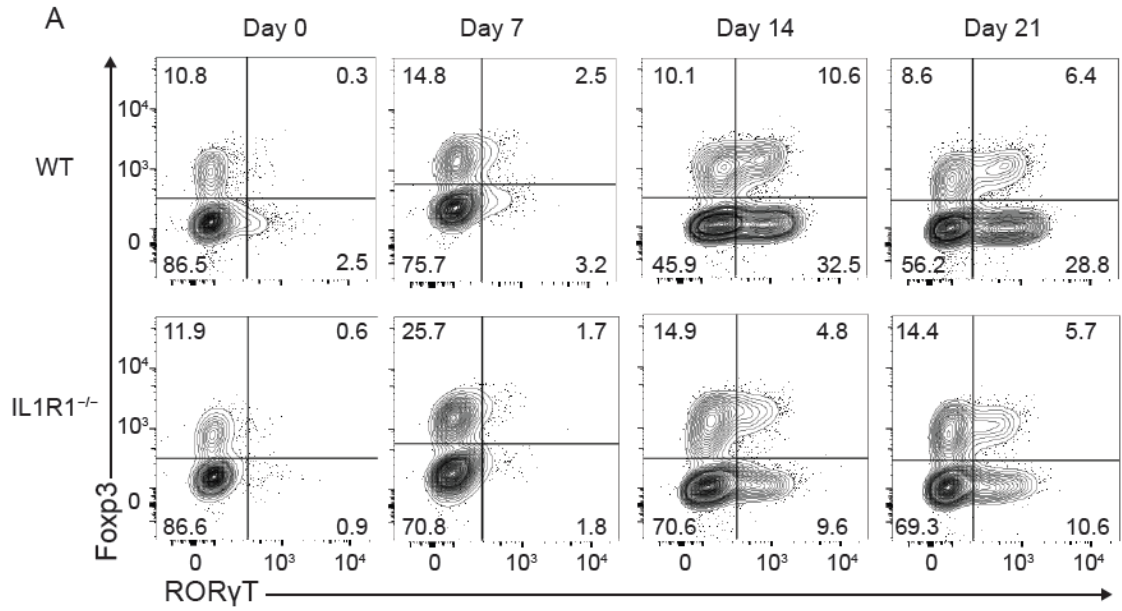 A
Day 0 Day 7 Day 14 Day 21
10.8 0.3 14.8 2.5 10.1 10.6 8.6 6.4
10⁴
WT 10³
0
86.5 2.5 75.7 3.2 45.9 32.5 56.2 28.8
11.9 0.6 25.7 1.7 14.9 4.8 14.4 5.7
10⁴
IL1R1⁻/⁻ 10³
0
86.6 0.9 70.8 1.8 70.6 9.6 69.3 10.6
0 10³ 10⁴ 0 10³ 10⁴ 0 10³ 10⁴ 0 10³ 10⁴
Foxp3
RORγT